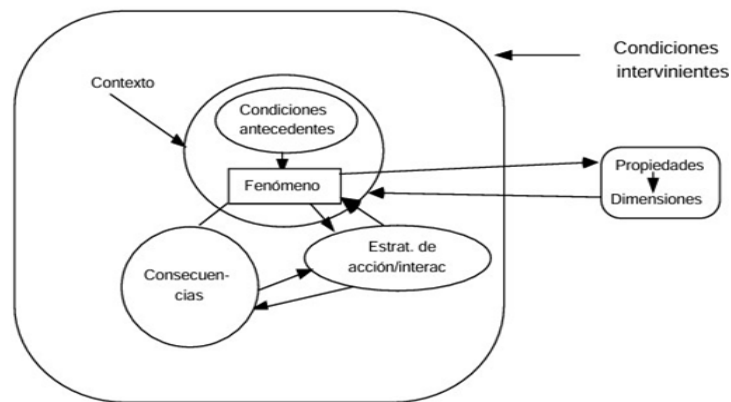 Condiciones
intervinientes
Contexto
Condiciones
antecedentes
Fenómeno
Propiedades
Dimensiones
Estrat. de
acción/interac
Consecuen-
cias